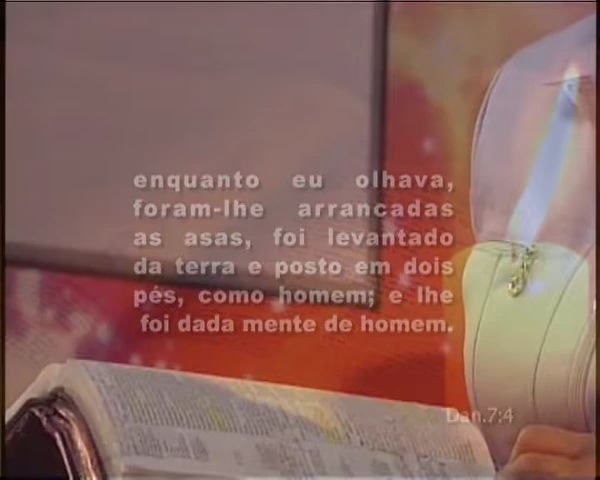 enquanto eu olhava,
foram-lhe arrancadas
as asas, foi levantado
da terra e posto em dois
pés, como homem; e lhe
foi dada mente de homem.
Dan.7:4